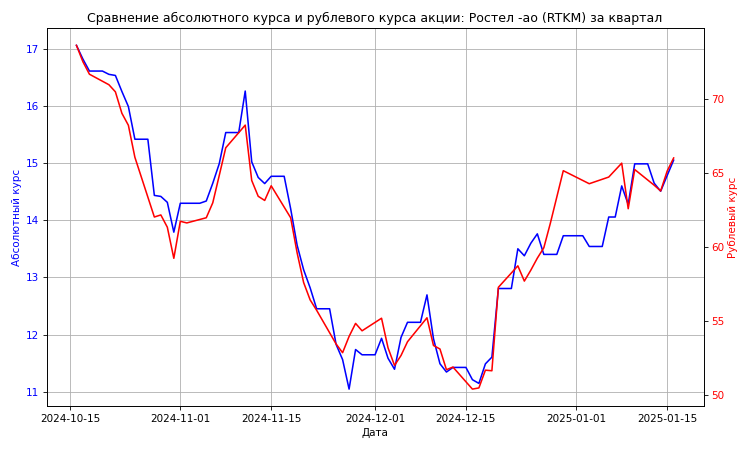 Сравнение абсолютного курса и рублевого курса акции: Ростел -ао (RTKM) за квартал
17
16
15
14
13
12
11
Абсолютный курс
70
65
60
55
50
Рублевый курс
2024-10-15 2024-11-01 2024-11-15 2024-12-01 2024-12-15 2025-01-01 2025-01-15
Дата